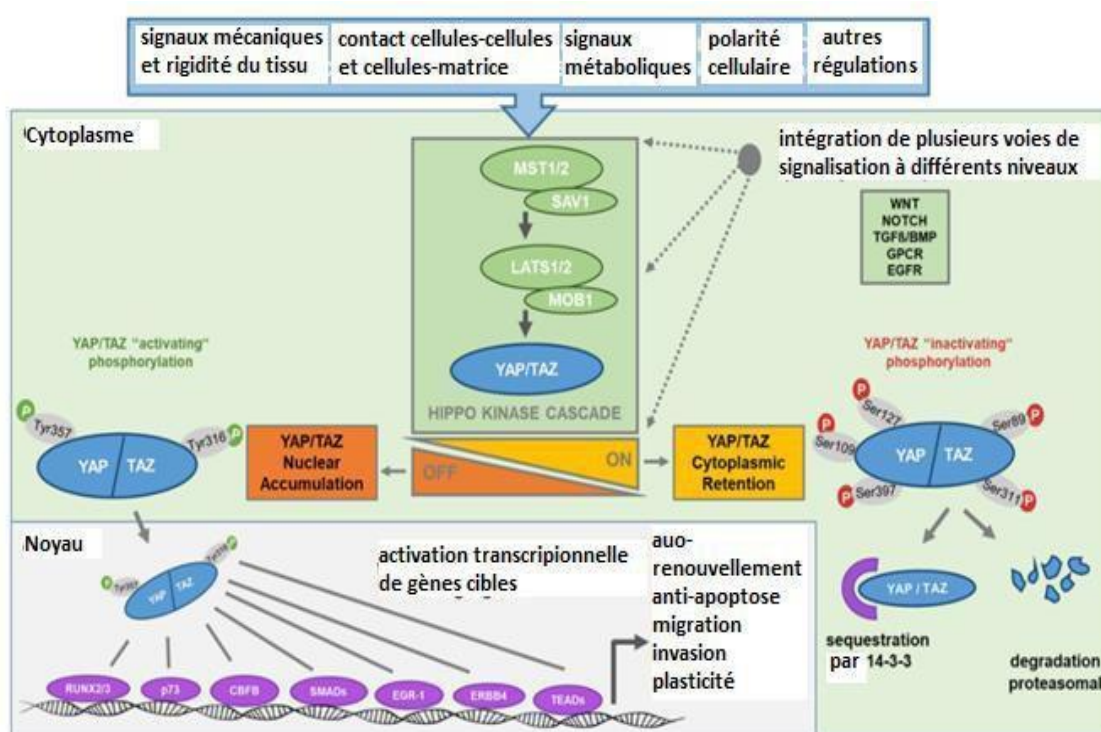 signaux mécaniques
et rigidité du tissu
contact cellules-cellules
et cellules-matrice
signaux
métaboliques
polarité
cellulaire
autres
régulations
Cytoplasme
intégration de plusieurs voies de
signalisation à différents niveaux
MST1/2
SAV1
LATS1/2
MOB1
YAP/TAZ
HIPPO KINASE CASCADE
WNT
NOTCH
TGFß/BMP
GPCR
EGFR
YAP/TAZ "activating"
phosphorylation
P
Tyr357
Tyr316
P
YAP
TAZ
YAP/TAZ
Nuclear
Accumulation
OFF
ON
YAP/TAZ
Cytoplasmic
Retention
YAP/TAZ "inactivating"
phosphorylation
P
Ser127
P
Ser109
P
Ser397
Ser89
P
Ser311
P
YAP
TAZ
Noyau
activation transcripionnelle
de gènes cibles
auo-
renouvellement
anti-apoptose
migration
invasion
plasticité
YAP
TAZ
RUNX2/3
p73
CBFB
SMADs
EGR-1
ERBB4
TEADs
YAP / TAZ
sequestration
par 14-3-3
degradation
proteasomal